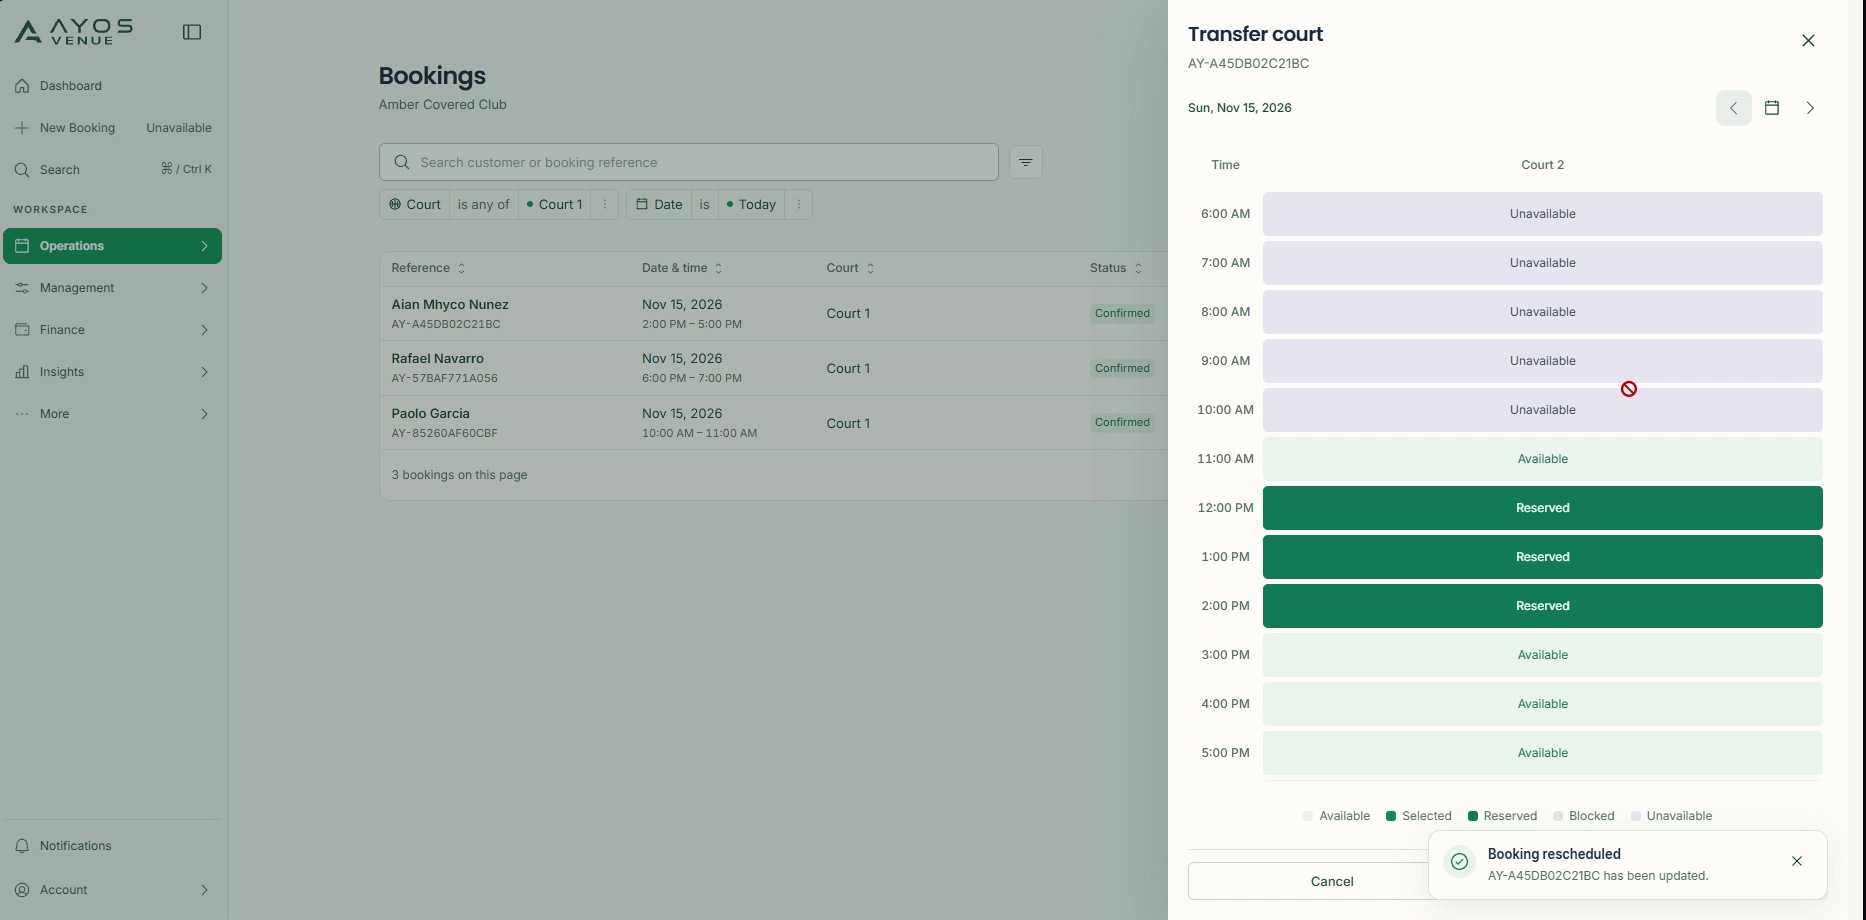 AYOS
VENUE
Dashboard
New Booking Unavailable
Search ⌘ / Ctrl K
WORKSPACE
Operations
Management
Finance
Insights
More
Notifications
Account
Bookings
Amber Covered Club
Search customer or booking reference
Court is any of Court 1 Date is Today
Reference Date & time Court Status
Aian Mhyco Nunez Nov 15, 2026 Court 1 Confirmed
AY-A45DB02C21BC 2:00 PM – 5:00 PM
Rafael Navarro Nov 15, 2026 Court 1 Confirmed
AY-57BAF771A056 6:00 PM – 7:00 PM
Paolo Garcia Nov 15, 2026 Court 1 Confirmed
AY-85260AF60CBF 10:00 AM – 11:00 AM
3 bookings on this page
Transfer court
AY-A45DB02C21BC
Sun, Nov 15, 2026
Time Court 2
6:00 AM Unavailable
7:00 AM Unavailable
8:00 AM Unavailable
9:00 AM Unavailable
10:00 AM Unavailable
11:00 AM Available
12:00 PM Reserved
1:00 PM Reserved
2:00 PM Reserved
3:00 PM Available
4:00 PM Available
5:00 PM Available
Available Selected Reserved Blocked Unavailable
Cancel
Booking rescheduled
AY-A45DB02C21BC has been updated.